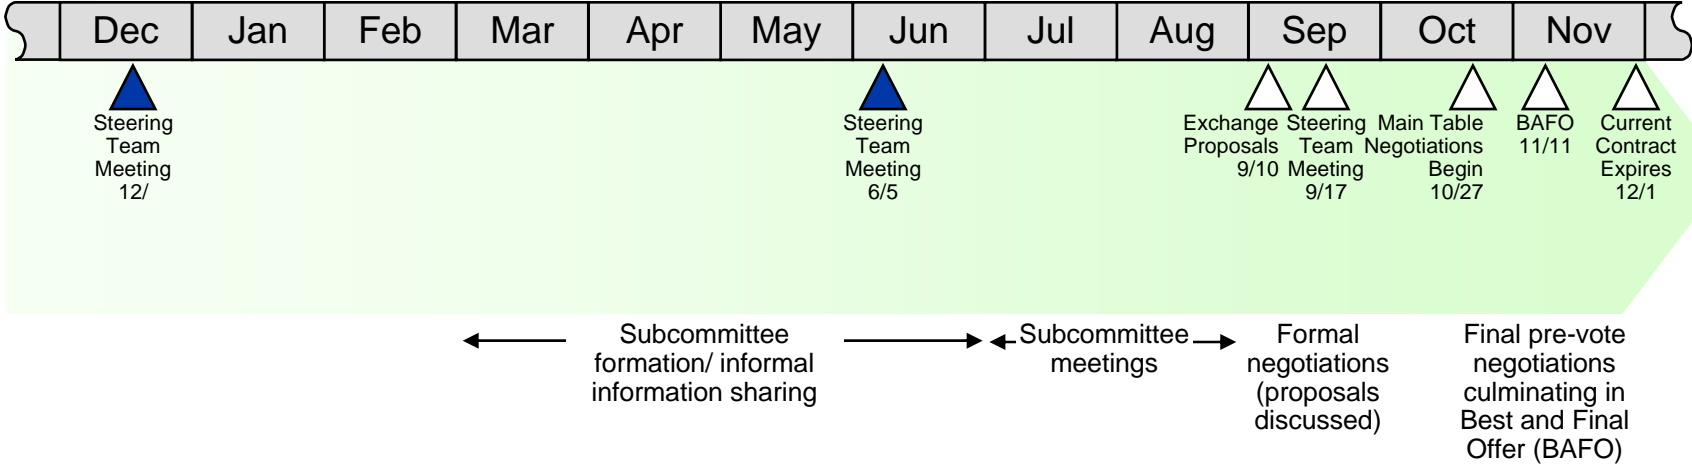 Dec Jan Feb Mar Apr May Jun Jul Aug Sep Oct Nov
Steering
Team
Meeting
12/
Steering
Team
Meeting
6/5
Exchange
Proposals
9/10
Steering
Team
Meeting
9/17
Main Table
Negotiations
Begin
10/27
BAFO
11/11
Current
Contract
Expires
12/1
Subcommittee
formation/ informal
information sharing
Subcommittee
meetings
Formal
negotiations
(proposals
discussed)
Final pre-vote
negotiations
culminating in
Best and Final
Offer (BAFO)